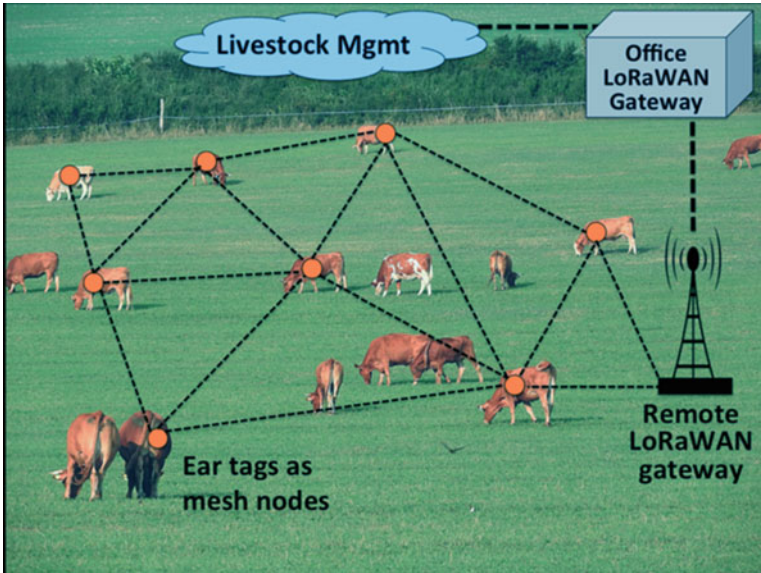 Livestock Mgmt
Office
LoRaWAN
Gateway
Remote
LoRaWAN
gateway
Ear tags as
mesh nodes